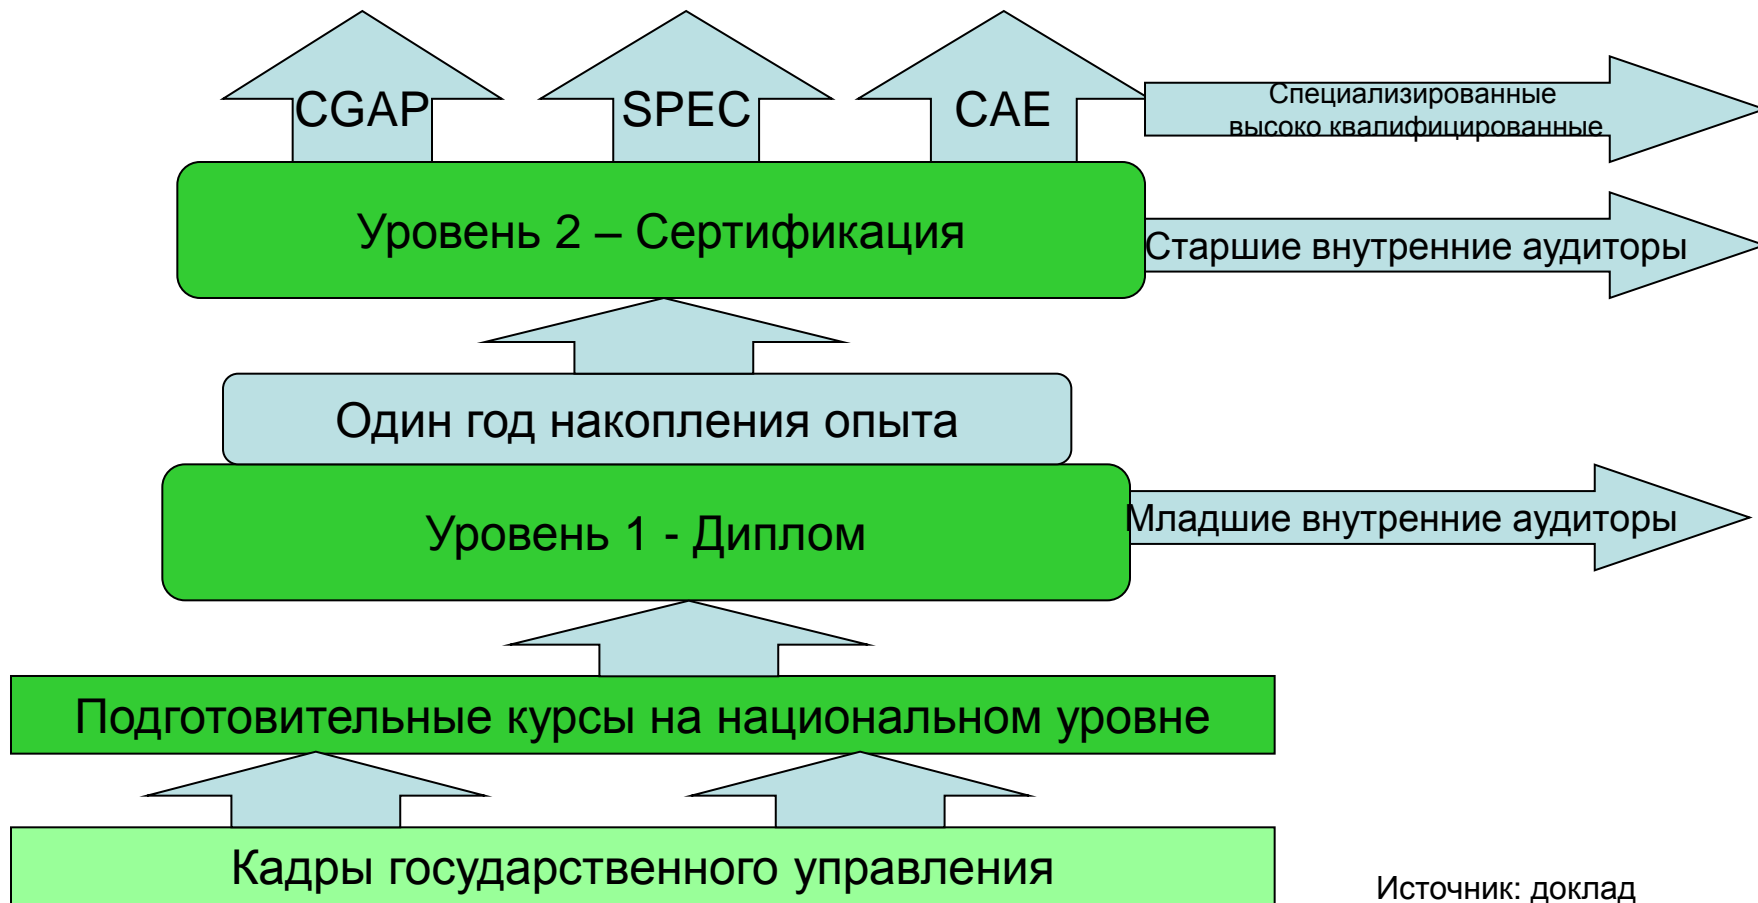 CGAP
SPEC
CAE
Специализированные
высоко квалифицированные
Уровень 2 – Сертификация
Старшие внутренние аудиторы
Один год накопления опыта
Уровень 1 - Диплом
Младшие внутренние аудиторы
Подготовительные курсы на национальном уровне
Кадры государственного управления
Источник: доклад